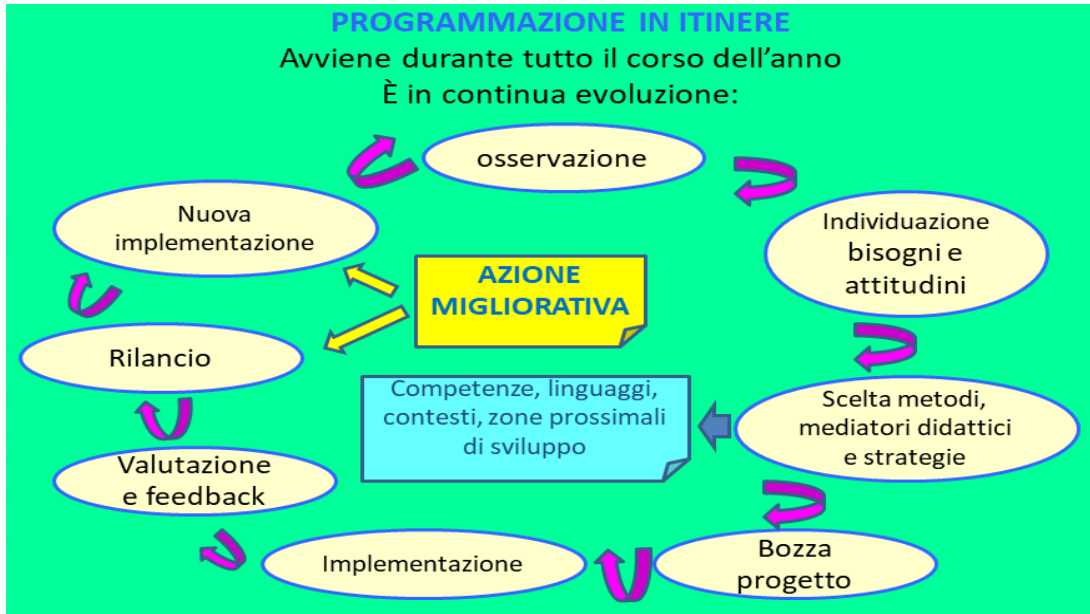 PROGRAMMAZIONE IN ITINERE
Avviene durante tutto il corso dell'anno
È in continua evoluzione:
osservazione
Individuazione
bisogni e
attitudini
Scelta metodi,
mediatori didattici
e strategie
Competenze, linguaggi,
contesti, zone prossimali
di sviluppo
Bozza
progetto
Implementazione
Valutazione
e feedback
Rilancio
Nuova
implementazione
AZIONE
MIGLIORATIVA